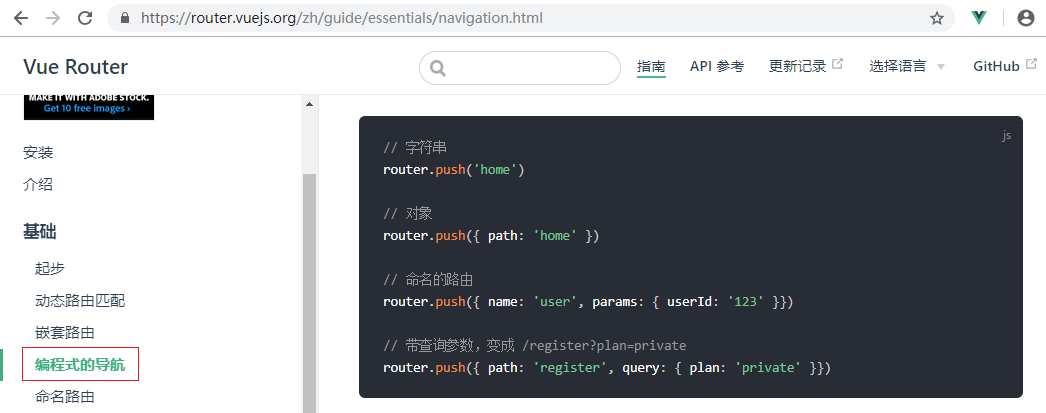 https://router.vuejs.org/zh/guide/essentials/navigation.html
Vue Router
指南
API 参考
更新记录
选择语言
GitHub
MAKE IT WITH ADOBE STOCK.
Get 10 free images ›
安装
介绍
基础
起步
动态路由匹配
嵌套路由
编程式的导航
命名路由
js
// 字符串
router.push('home')
// 对象
router.push({ path: 'home' })
// 命名的路由
router.push({ name: 'user', params: { userId: '123' }})
// 带查询参数，变成 /register?plan=private
router.push({ path: 'register', query: { plan: 'private' }})